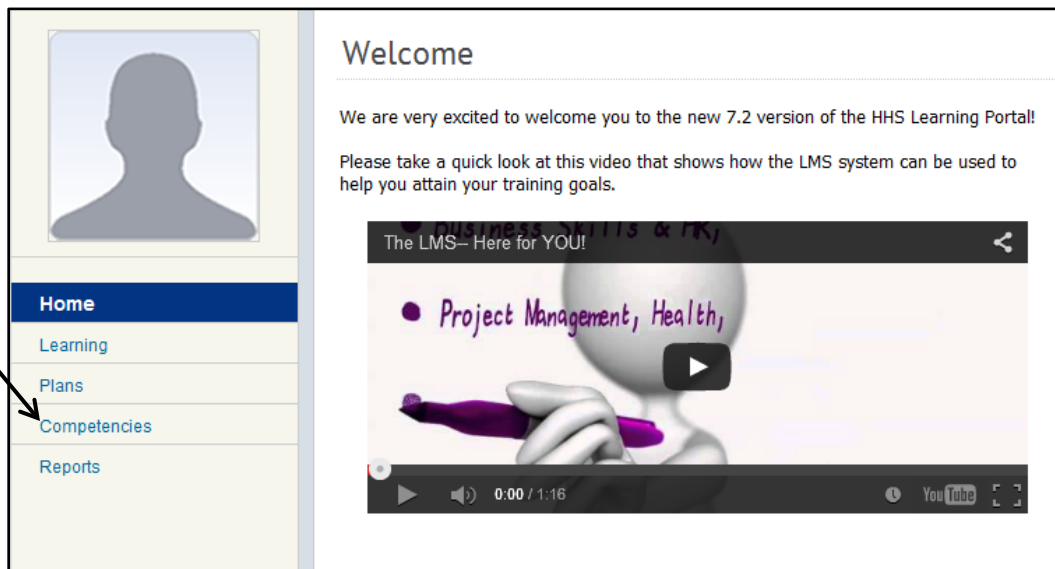 Welcome
We are very excited to welcome you to the new 7.2 version of the HHS Learning Portal!
Please take a quick look at this video that shows how the LMS system can be used to
help you attain your training goals.
Business Skills & HR,
The LMS– Here for YOU!
Project Management, Health,
0:00 / 1:16
YouTube
Home
Learning
Plans
Competencies
Reports